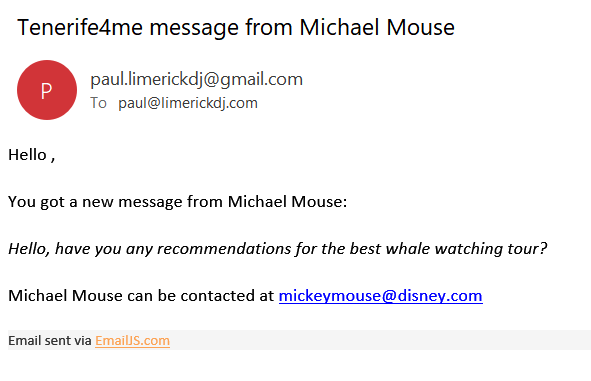 Tenerife4me message from Michael Mouse
P
paul.limerickdj@gmail.com
To paul@limerickdj.com
Hello ,
You got a new message from Michael Mouse:
Hello, have you any recommendations for the best whale watching tour?
Michael Mouse can be contacted at mickeymouse@disney.com
Email sent via EmailJS.com